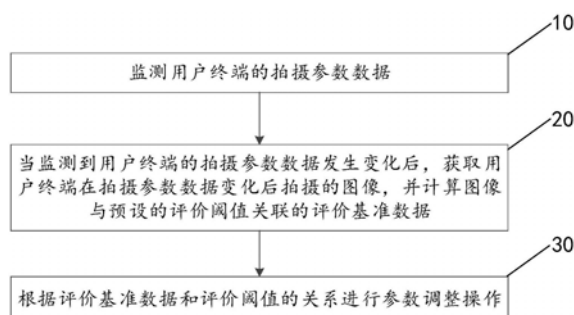 10
监测用户终端的拍摄参数数据
20
当监测到用户终端的拍摄参数数据发生变化后，获取用
户终端在拍摄参数数据变化后拍摄的图像，并计算图像
与预设的评价阈值关联的评价基准数据
30
根据评价基准数据和评价阈值的关系进行参数调整操作